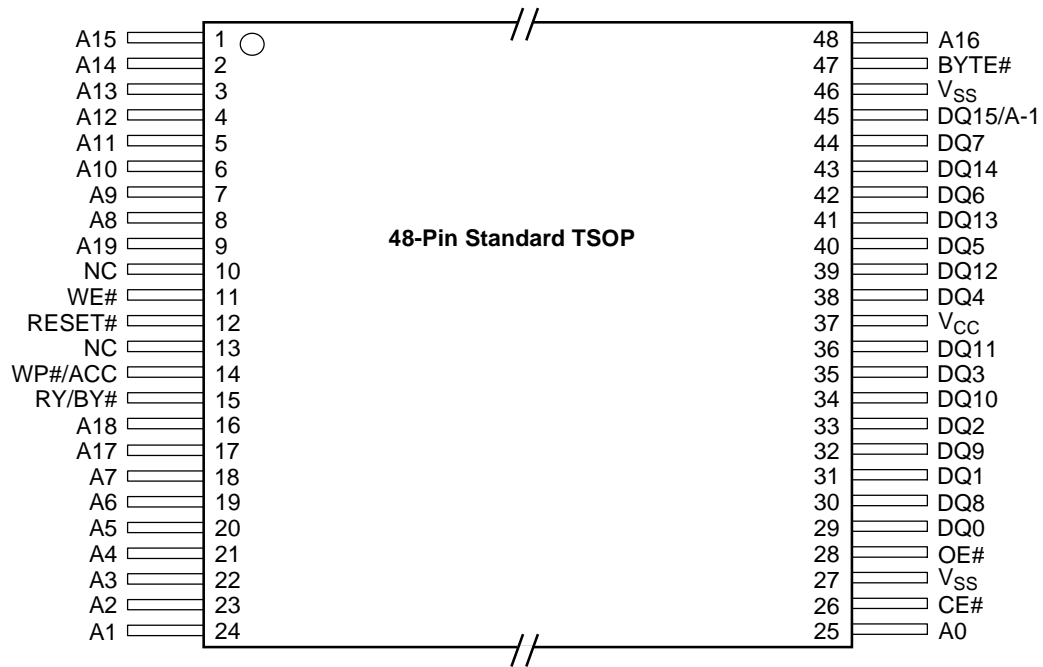 A15 1 48 A16
A14 2 47 BYTE#
A13 3 46 VSS
A12 4 45 DQ15/A-1
A11 5 44 DQ7
A10 6 43 DQ14
A9 7 42 DQ6
A8 8 41 DQ13
48-Pin Standard TSOP
A19 9 40 DQ5
NC 10 39 DQ12
WE# 11 38 DQ4
RESET# 12 37 VCC
NC 13 36 DQ11
WP#/ACC 14 35 DQ3
RY/BY# 15 34 DQ10
A18 16 33 DQ2
A17 17 32 DQ9
A7 18 31 DQ1
A6 19 30 DQ8
A5 20 29 DQ0
A4 21 28 OE#
A3 22 27 VSS
A2 23 26 CE#
A1 24 25 A0